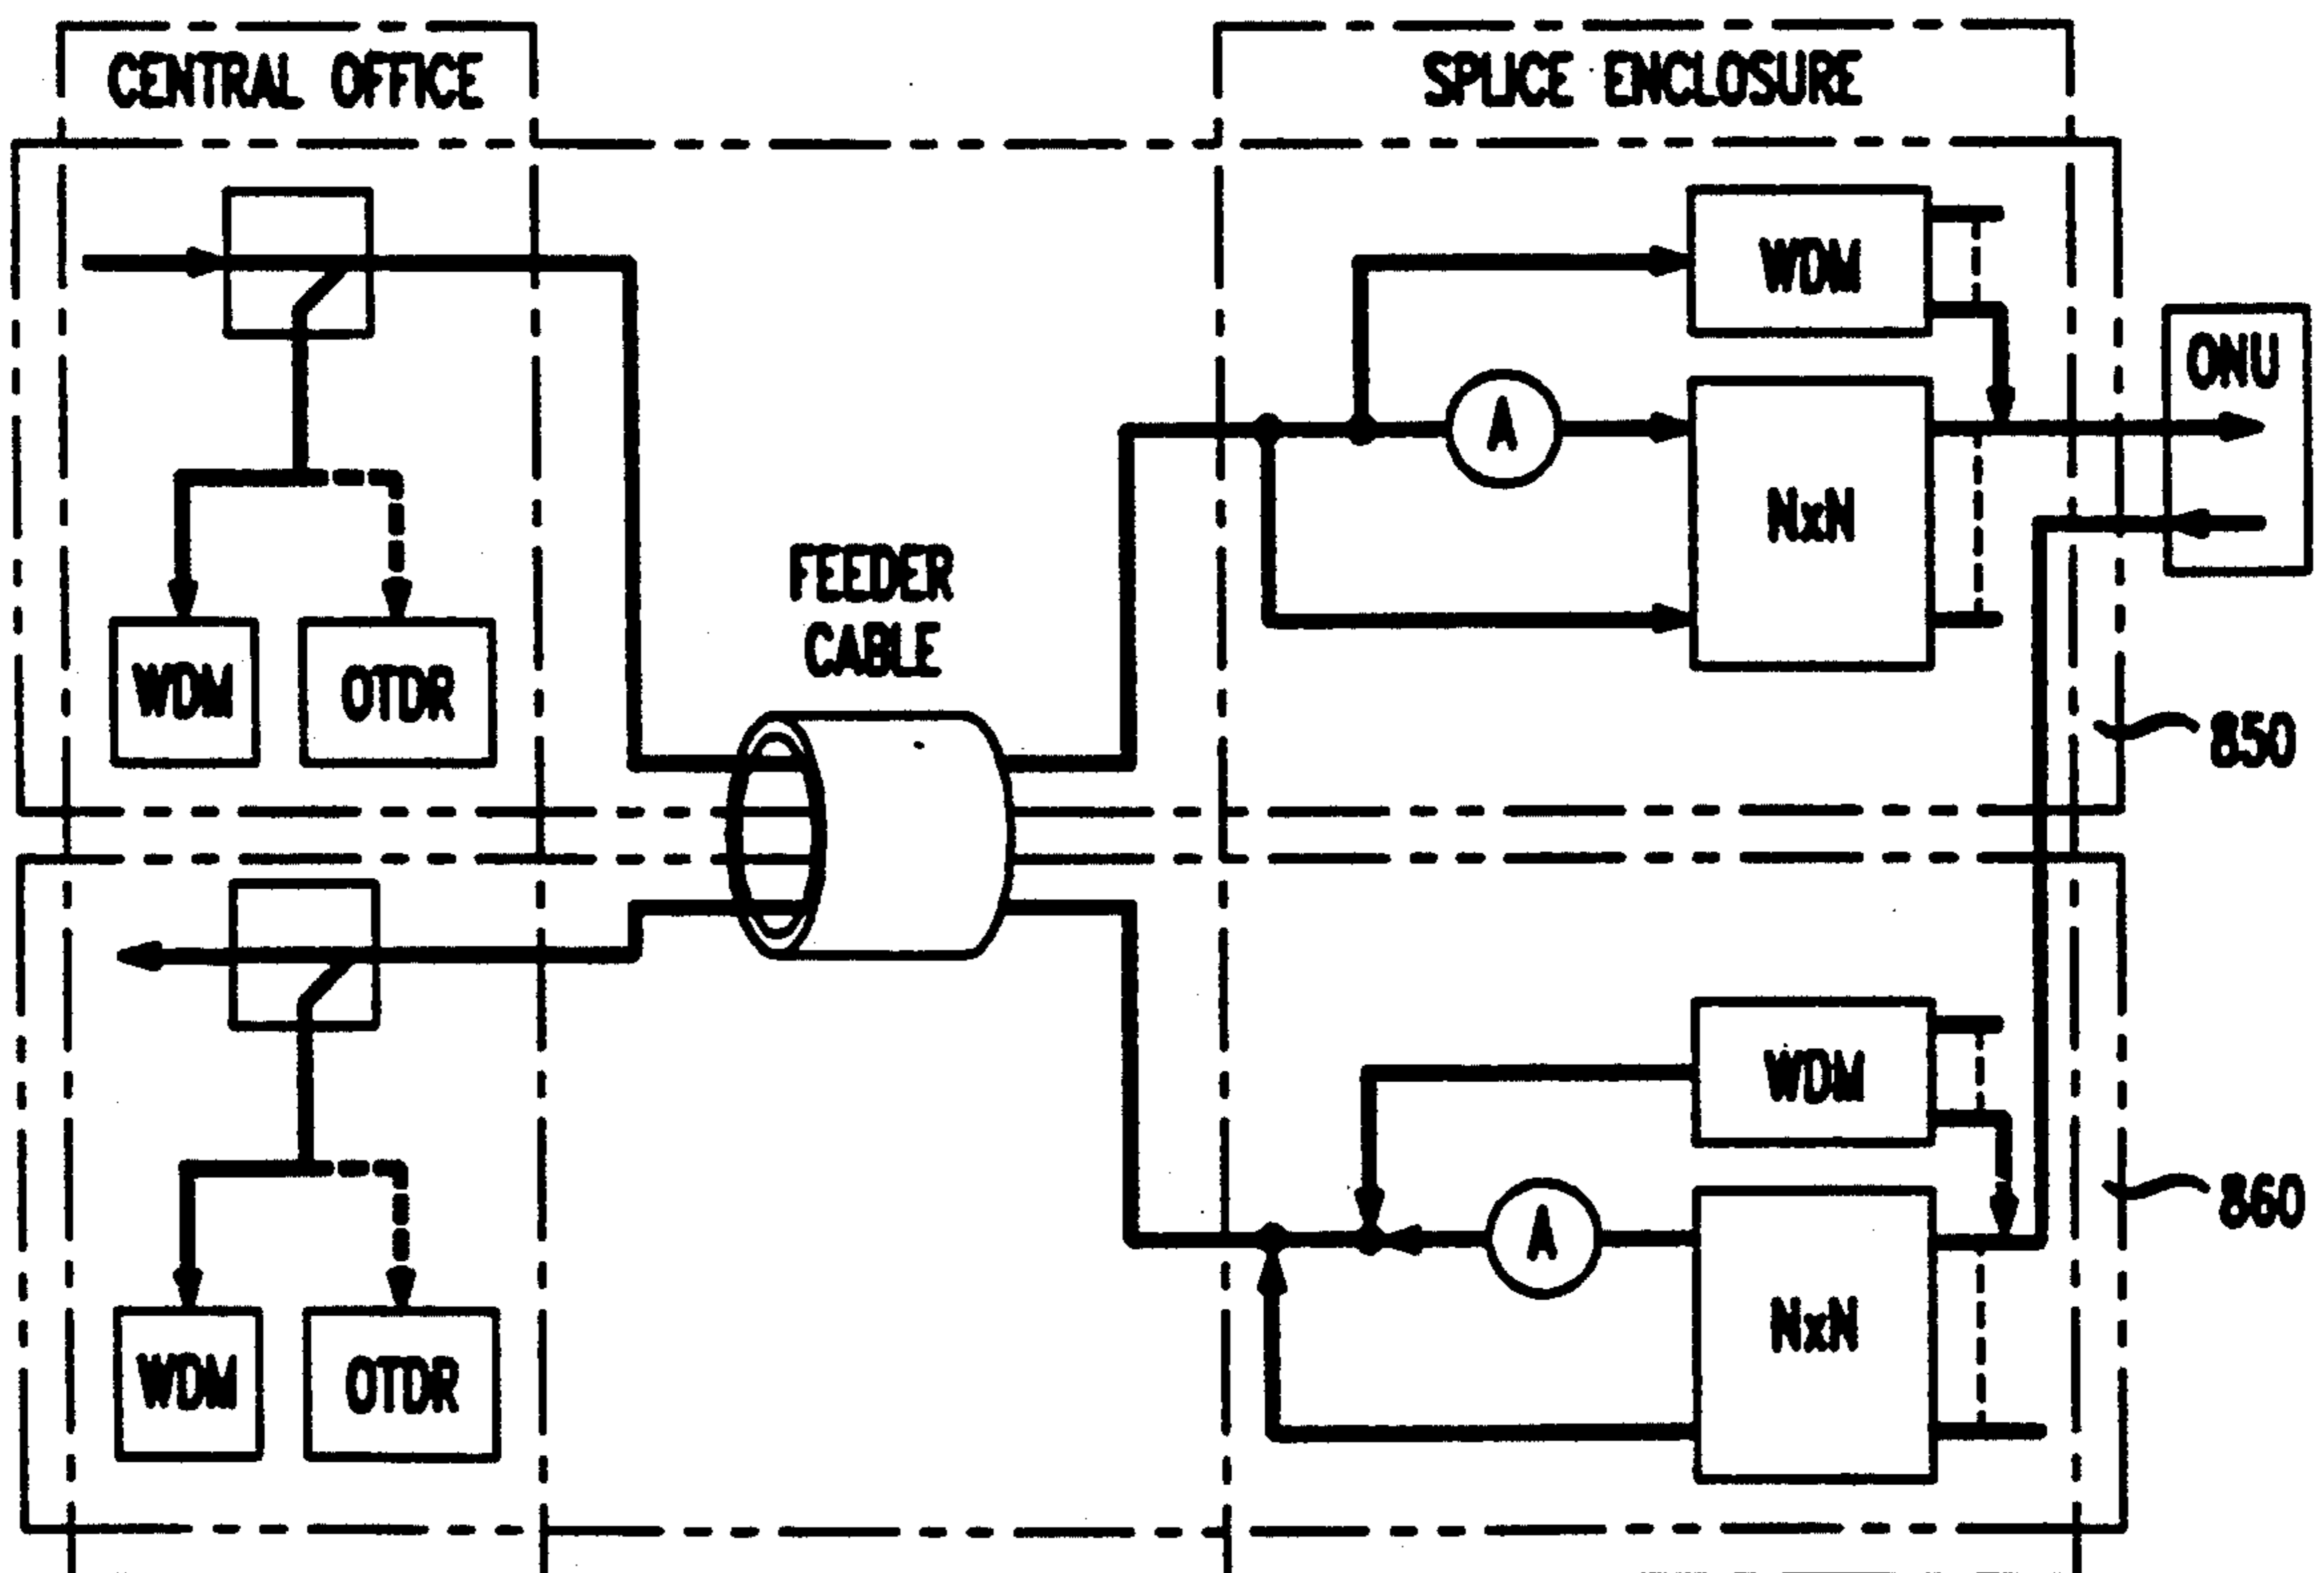 CENTRAL OFFICE
SPLICE ENCLOSURE
WDM
ONU
A
NxN
FEEDER
CABLE
WDM
OTDR
850
WDM
A
860
NxN
WDM
OTDR